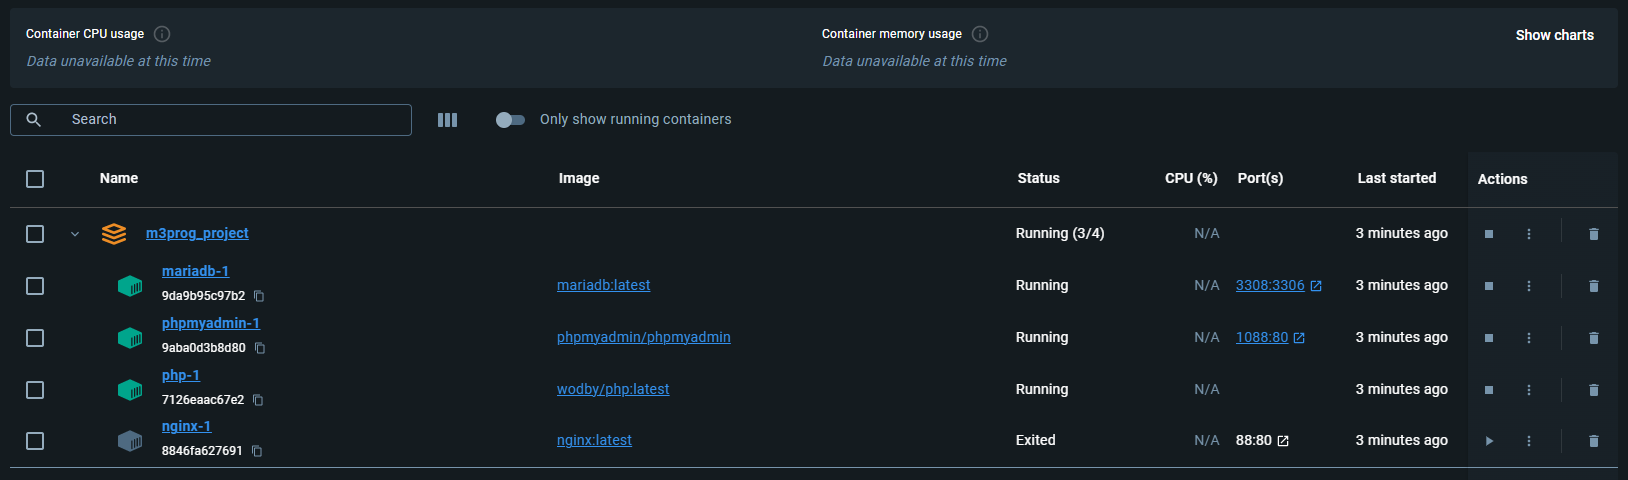 Container CPU usage
Container memory usage
Show charts
Data unavailable at this time
Data unavailable at this time
Search
Only show running containers
Name Image Status CPU (%) Port(s) Last started Actions
m3prog_project Running (3/4) N/A 3 minutes ago
mariadb-1
9da9b95c97b2 mariadb:latest Running N/A 3308:3306 3 minutes ago
phpmyadmin-1
9aba0d3b8d80 phpmyadmin/phpmyadmin Running N/A 1088:80 3 minutes ago
php-1
7126eaac67e2 wodby/php:latest Running N/A 3 minutes ago
nginx-1
8846fa627691 nginx:latest Exited N/A 88:80 3 minutes ago